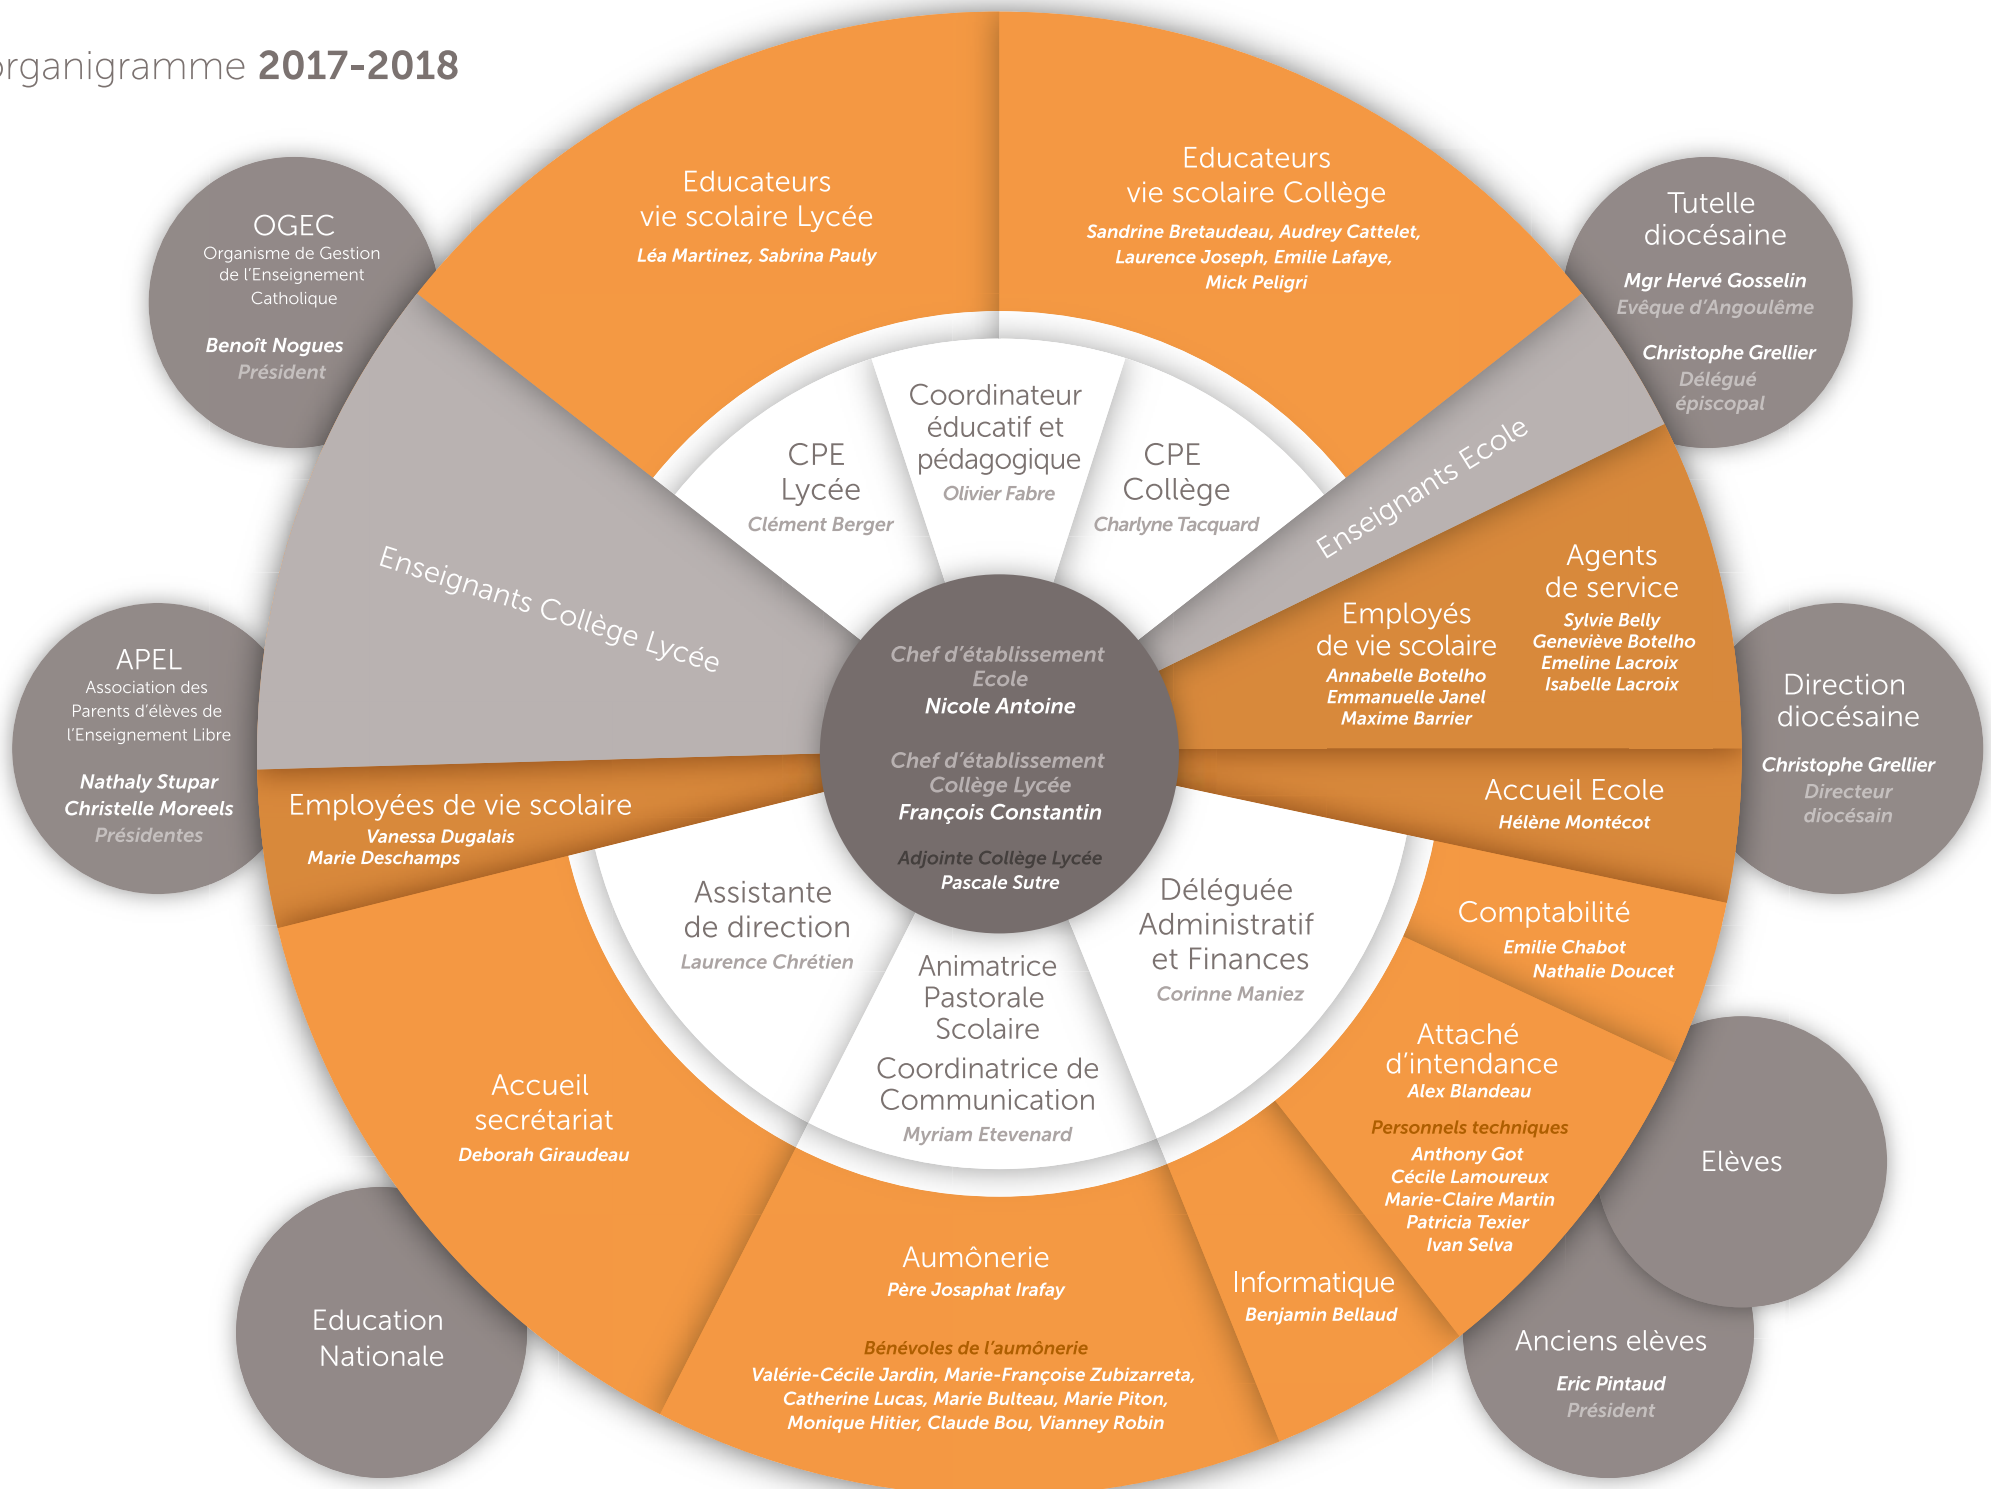 organigramme 2017-2018
Educateurs
vie scolaire Lycée
Léa Martinez, Sabrina Pauly
Educateurs
vie scolaire Collège
Sandrine Bretaudeau, Audrey Cattelet,
Laurence Joseph, Emilie Lafaye,
Mick Peligri
OGEC
Organisme de Gestion
de l'Enseignement
Catholique
Benoît Nogues
Président
Tutelle
diocésaine
Mgr Hervé Gosselin
Evêque d'Angoulême
Christophe Grellier
Délégué
épiscopal
CPE
Lycée
Clément Berger
Coordinateur
éducatif et
pédagogique
Olivier Fabre
CPE
Collège
Charlyne Tacquard
Enseignants Ecole
Enseignants Collège Lycée
Agents
de service
Sylvie Belly
Geneviève Botelho
Emeline Lacroix
Isabelle Lacroix
Employés
de vie scolaire
Annabelle Botelho
Emmanuelle Janel
Maxime Barrier
APEL
Association des
Parents d'élèves de
l'Enseignement Libre
Nathaly Stupar
Christelle Moreels
Présidentes
Chef d'établissement
Ecole
Nicole Antoine
Chef d'établissement
Collège Lycée
François Constantin
Adjointe Collège Lycée
Pascale Sutre
Direction
diocésaine
Christophe Grellier
Directeur
diocésain
Employées de vie scolaire
Vanessa Dugalais
Marie Deschamps
Accueil Ecole
Hélène Montécot
Assistante
de direction
Laurence Chrétien
Animatrice
Pastorale
Scolaire
Coordinatrice de
Communication
Myriam Etevenard
Déléguée
Administratif
et Finances
Corinne Maniez
Comptabilité
Emilie Chabot
Nathalie Doucet
Attaché
d'intendance
Alex Blandeau
Personnels techniques
Anthony Got
Cécile Lamoureux
Marie-Claire Martin
Patricia Texier
Ivan Selva
Accueil
secrétariat
Deborah Giraudeau
Elèves
Aumônerie
Père Josaphat Irafay
Bénévoles de l'aumônerie
Valérie-Cécile Jardin, Marie-Françoise Zubizarreta,
Catherine Lucas, Marie Bulteau, Marie Piton,
Monique Hitier, Claude Bou, Vianney Robin
Informatique
Benjamin Bellaud
Education
Nationale
Anciens elèves
Eric Pintaud
Président